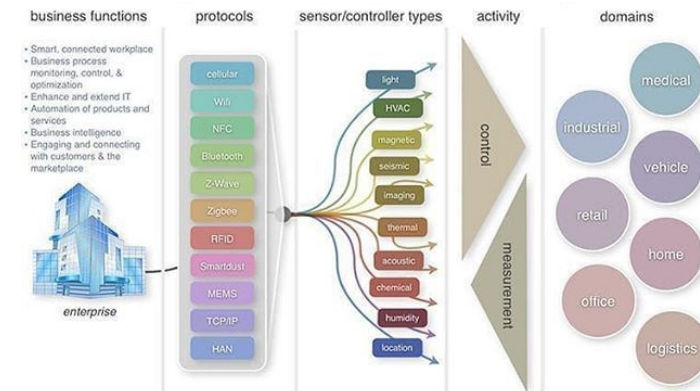 business functions
protocols
sensor/controller types
activity
domains
• Smart, connected workplace
• Business process
monitoring, control, &
optimization
• Enhance and extend IT
• Automation of products and
services
• Business intelligence
• Engaging and connecting
with customers & the
marketplace
enterprise
cellular
Wifi
NFC
Bluetooth
Z-Wave
Zigbee
RFID
Smartdust
MEMS
TCP/IP
HAN
light
HVAC
magnetic
seismic
imaging
thermal
acoustic
chemical
humidity
location
control
measurement
medical
industrial
vehicle
retail
home
office
logistics